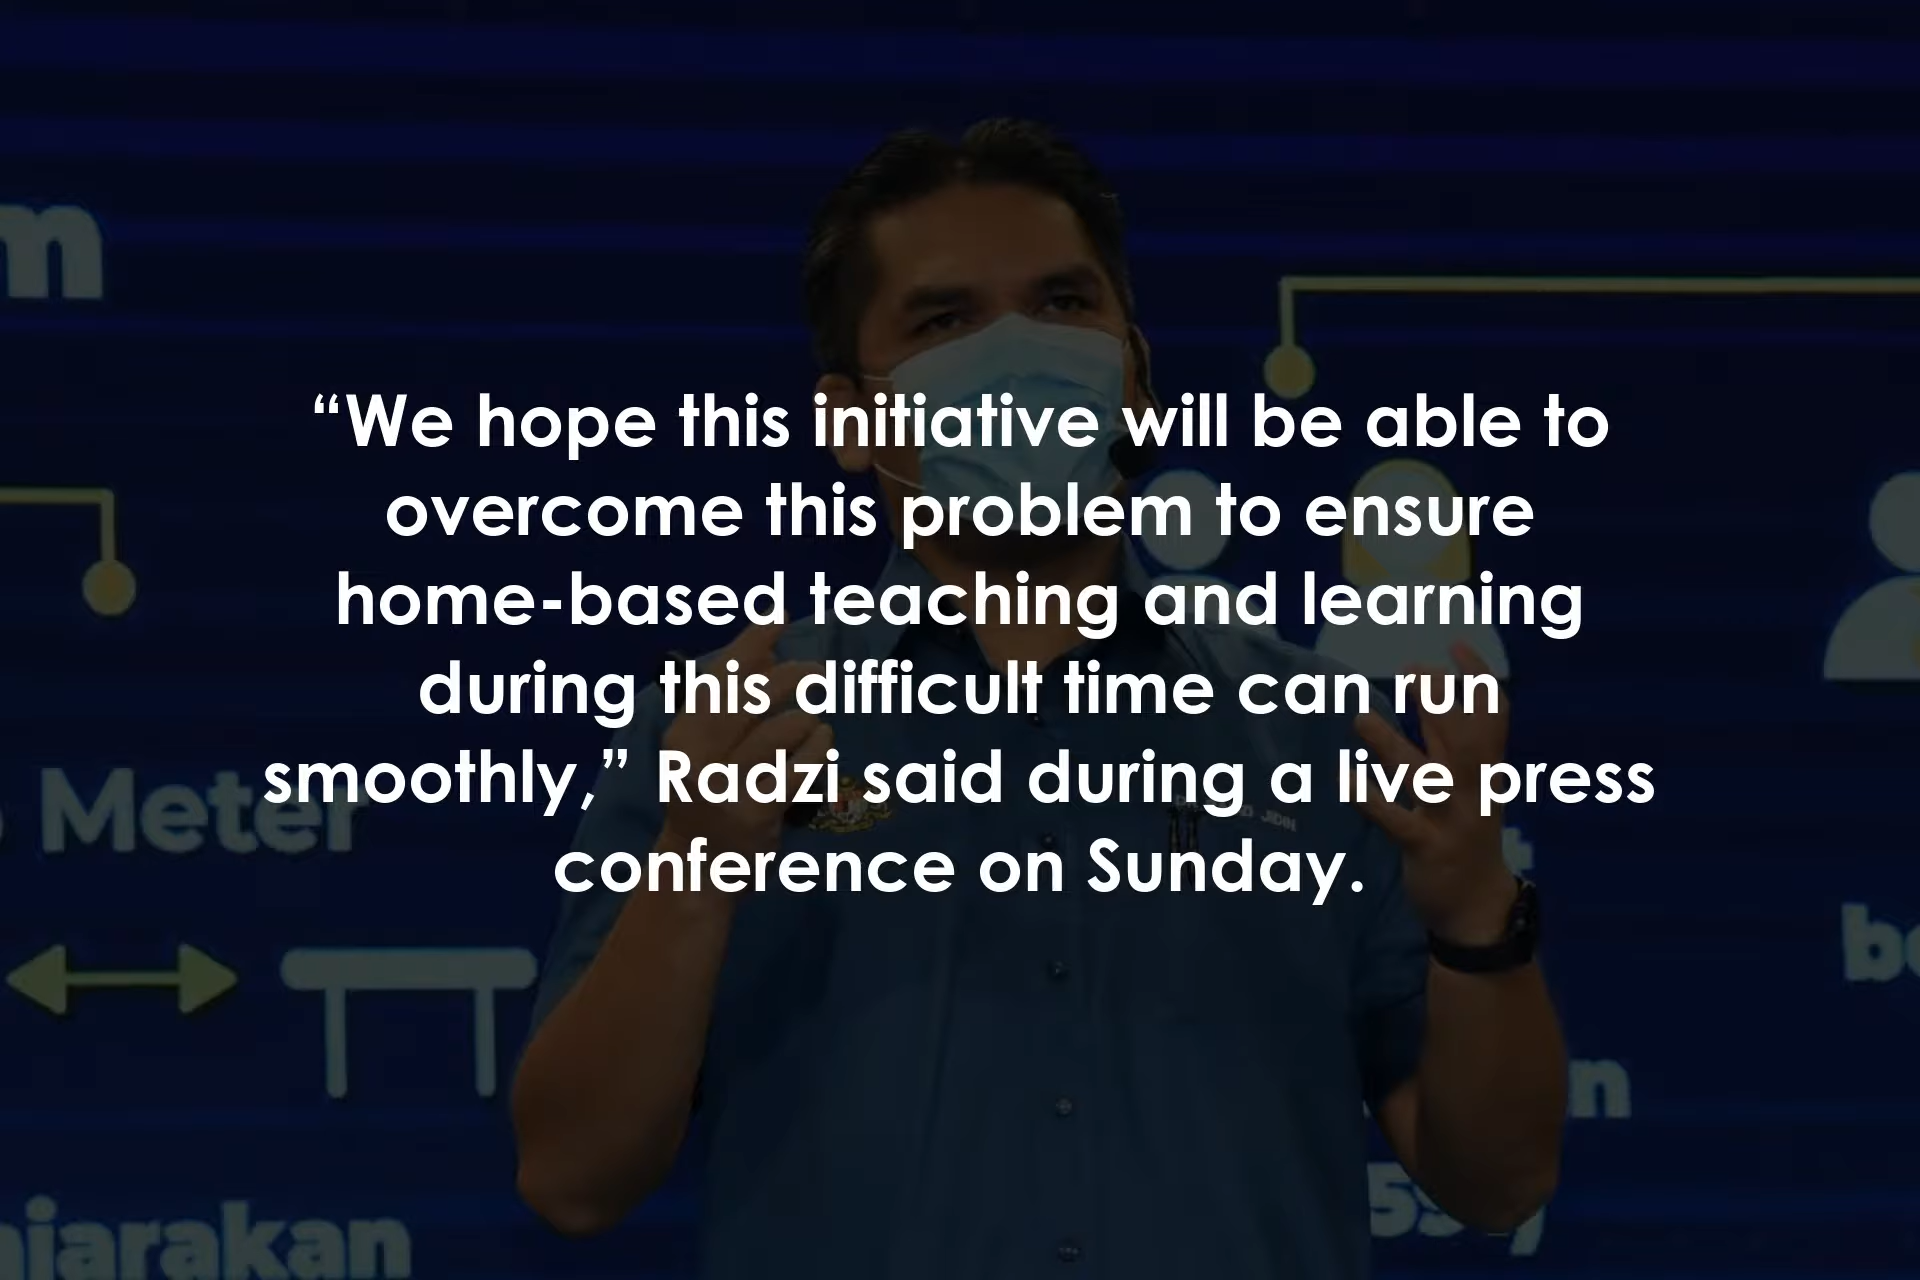 m
“We hope this initiative will be able to
overcome this problem to ensure
home-based teaching and learning
during this difficult time can run
smoothly,” Radzi said during a live press
conference on Sunday.
Meter
JIDIN